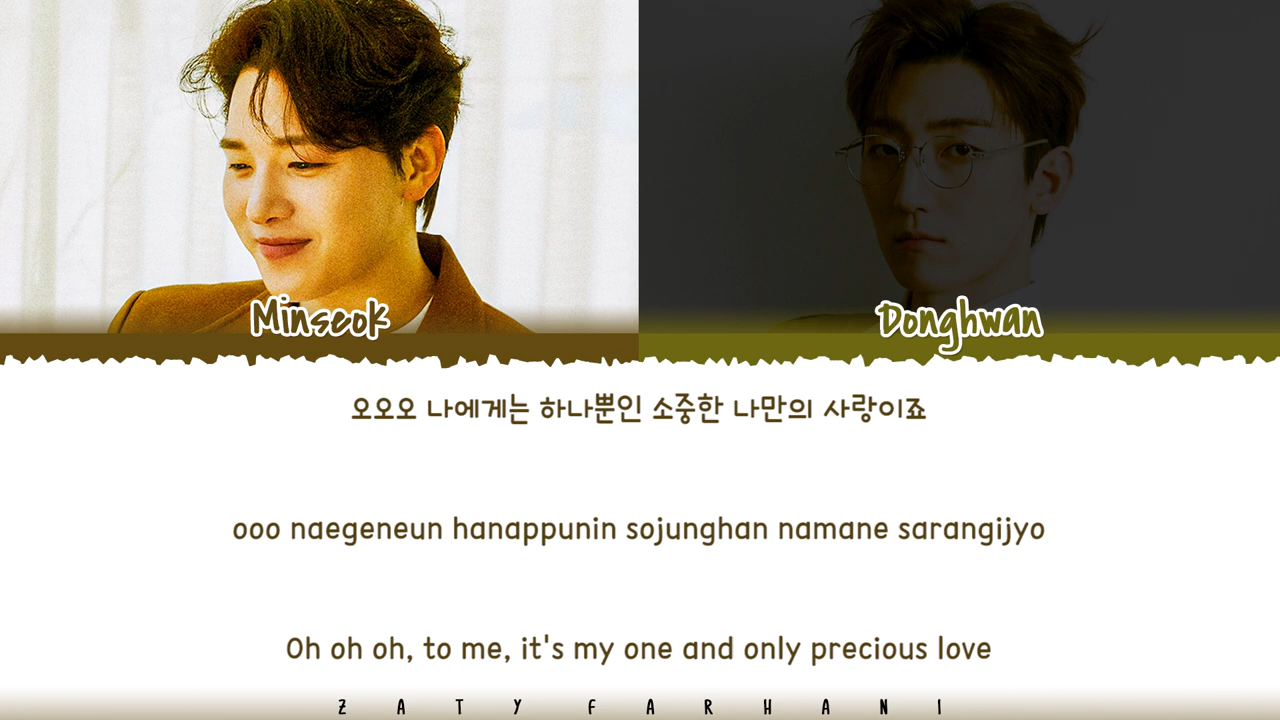 Minseok
Donghwan
오오오 나에게는 하나뿐인 소중한 나만의 사랑이죠
ooo naegeneun hanappunin sojunghan namane sarangijyo
Oh oh oh, to me, it's my one and only precious love
ZATY FARHANI